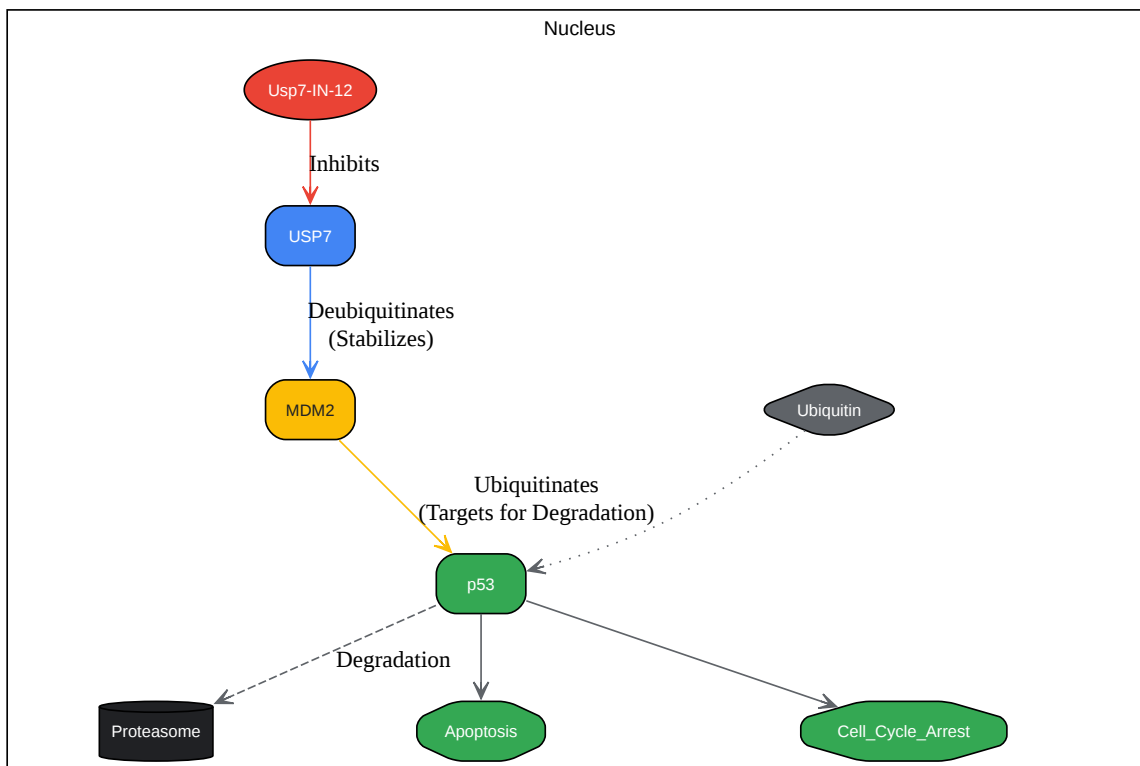 Nucleus
Usp7-IN-12
Inhibits
USP7
Deubiquitinates
(Stabilizes)
MDM2
Ubiquitin
Ubiquitinates
(Targets for Degradation)
p53
Degradation
Proteasome
Apoptosis
Cell_Cycle_Arrest